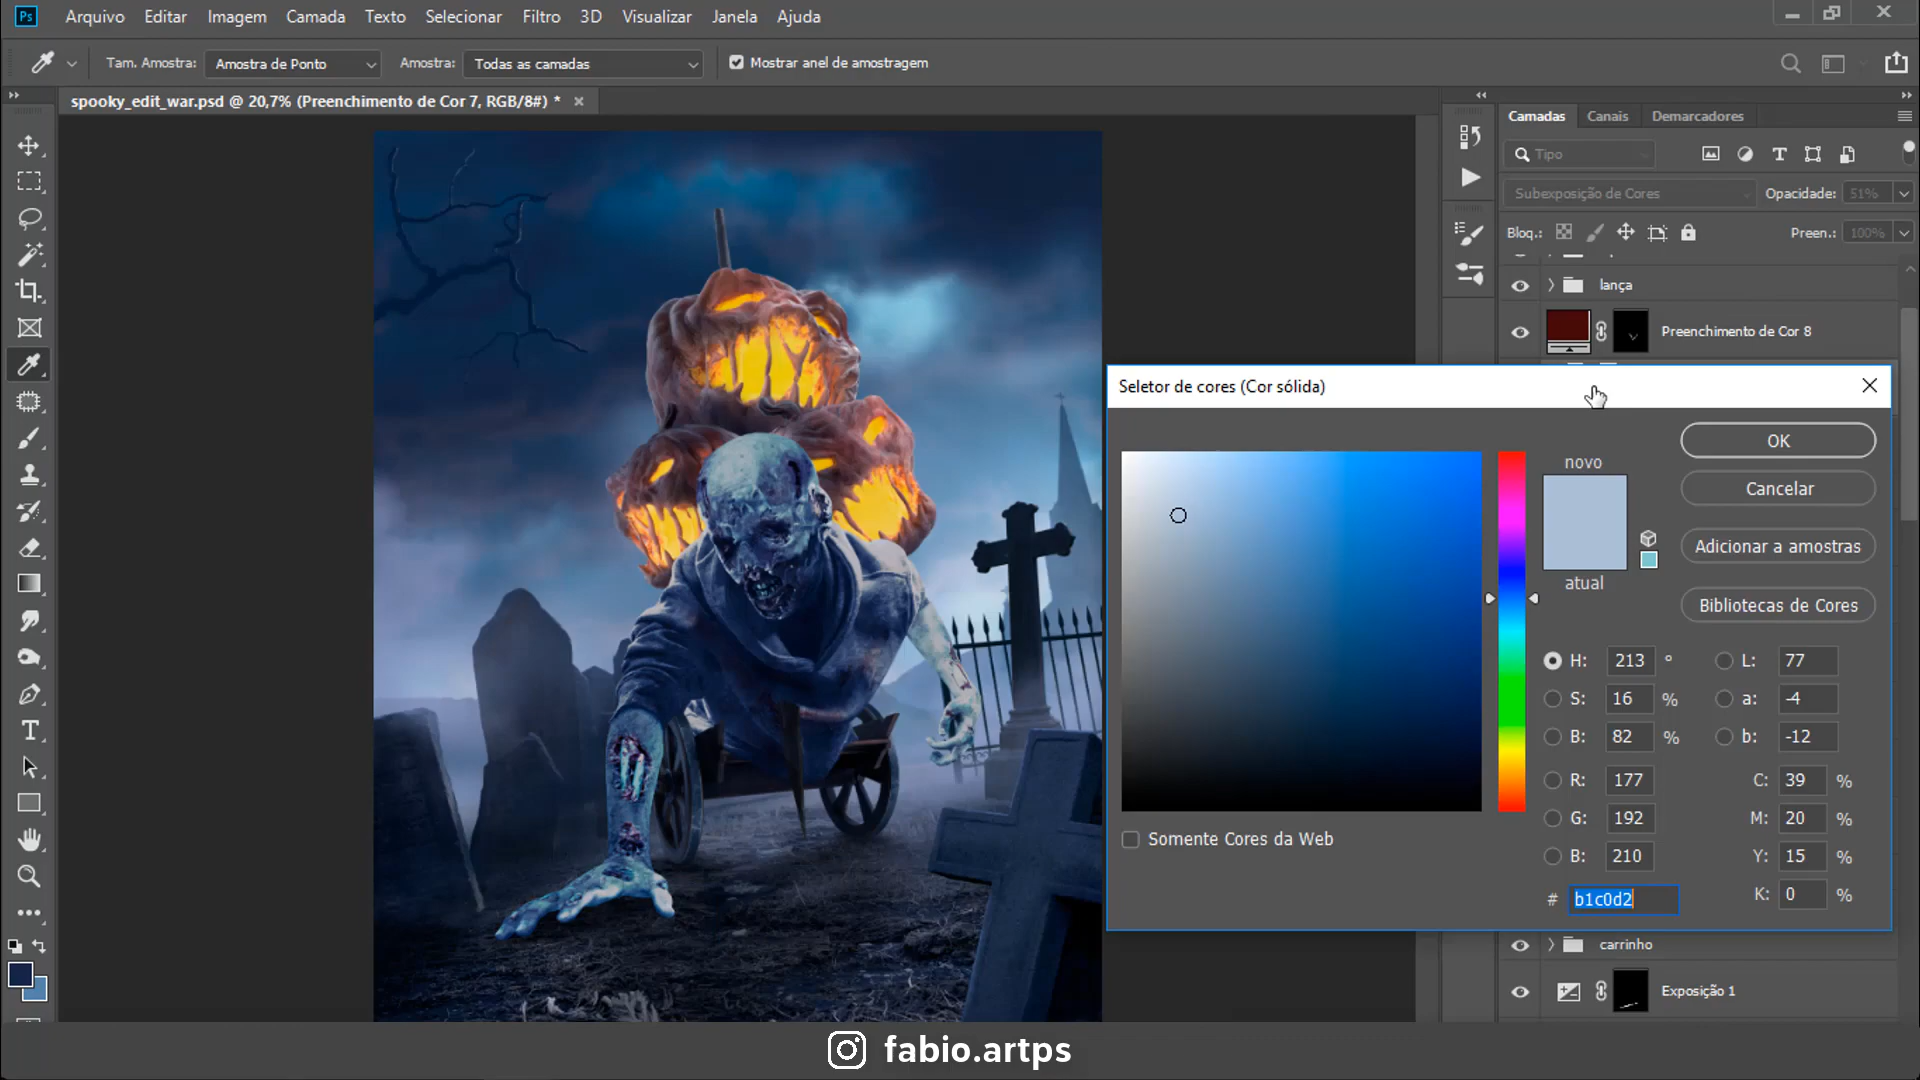 Ps Arquivo Editar Imagem Camada Texto Selecionar Filtro 3D Visualizar Janela Ajuda
Tam. Amostra: Amostra de Ponto Amostra: Todas as camadas Mostrar anel de amostragem
spooky_edit_war.psd @ 20,7% (Preenchimento de Cor 7, RGB/8#) *
Camadas Canais Demarcadores
Tipo
Subexposição de Cores Opacidade: 51%
Bloq.: Preen.: 100%
lança
Preenchimento de Cor 8
Seletor de cores (Cor sólida)
OK
novo
Cancelar
Adicionar a amostras
atual
Bibliotecas de Cores
H: 213 ° L: 77
S: 16 % a: -4
B: 82 % b: -12
R: 177 C: 39 %
G: 192 M: 20 %
B: 210 Y: 15 %
# b1c0d2 K: 0 %
Somente Cores da Web
carrinho
Exposição 1
fabio.artps